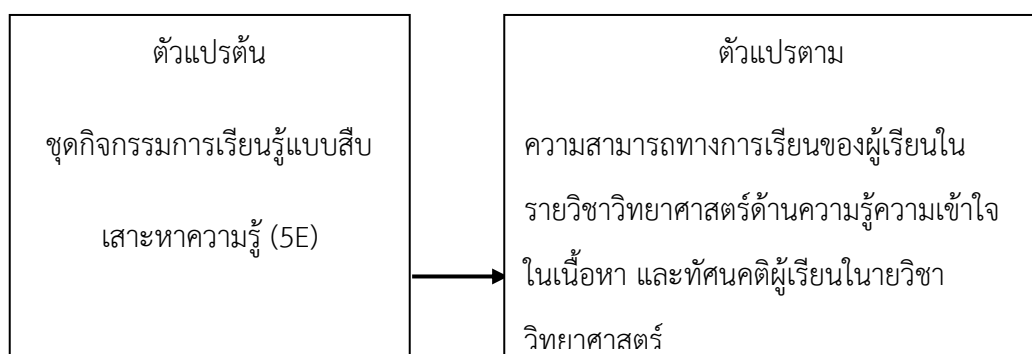 ตัวแปรต้น
ชุดกิจกรรมการเรียนรู้แบบสืบ
เสาะหาความรู้ (5E)
ตัวแปรตาม
ความสามารถทางการเรียนของผู้เรียนใน
รายวิชาวิทยาศาสตร์ด้านความรู้ความเข้าใจ
ในเนื้อหา และทัศนคติผู้เรียนในนายวิชา
วิทยาศาสตร์